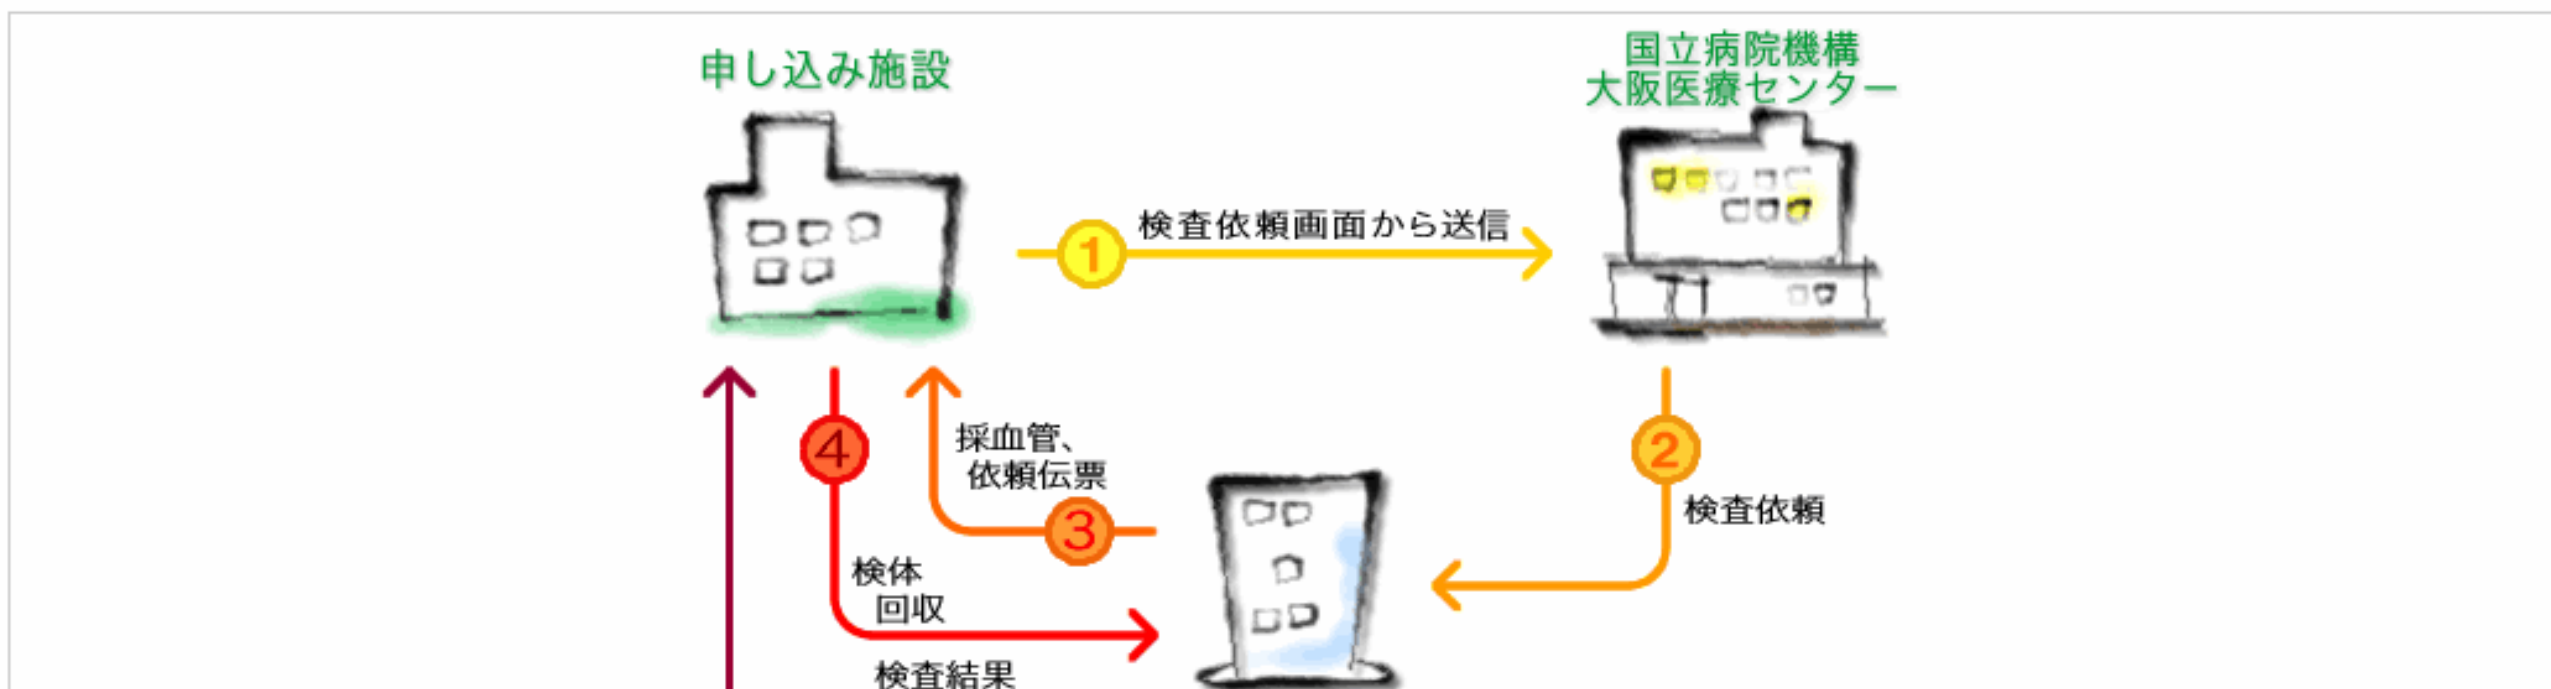 申し込み施設
国立病院機構
大阪医療センター
1
検査依頼画面から送信
4
採血管、
依頼伝票
3
2
検査依頼
検体
回収
検査結果